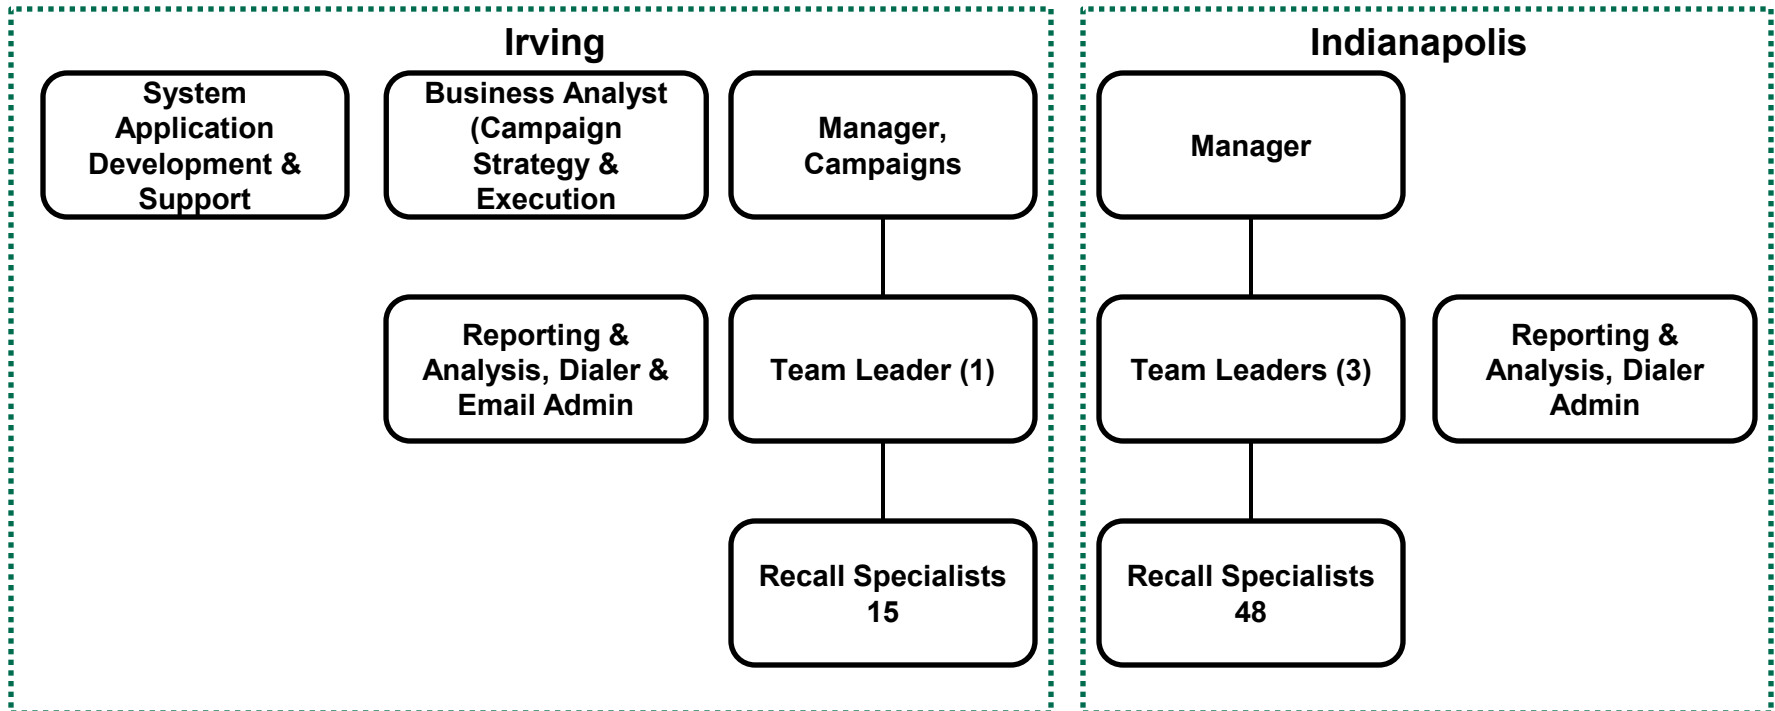 Irving
System
Application
Development &
Support
Business Analyst
(Campaign
Strategy &
Execution
Manager,
Campaigns
Reporting &
Analysis, Dialer &
Email Admin
Team Leader (1)
Recall Specialists
15
Indianapolis
Manager
Team Leaders (3)
Reporting &
Analysis, Dialer
Admin
Recall Specialists
48